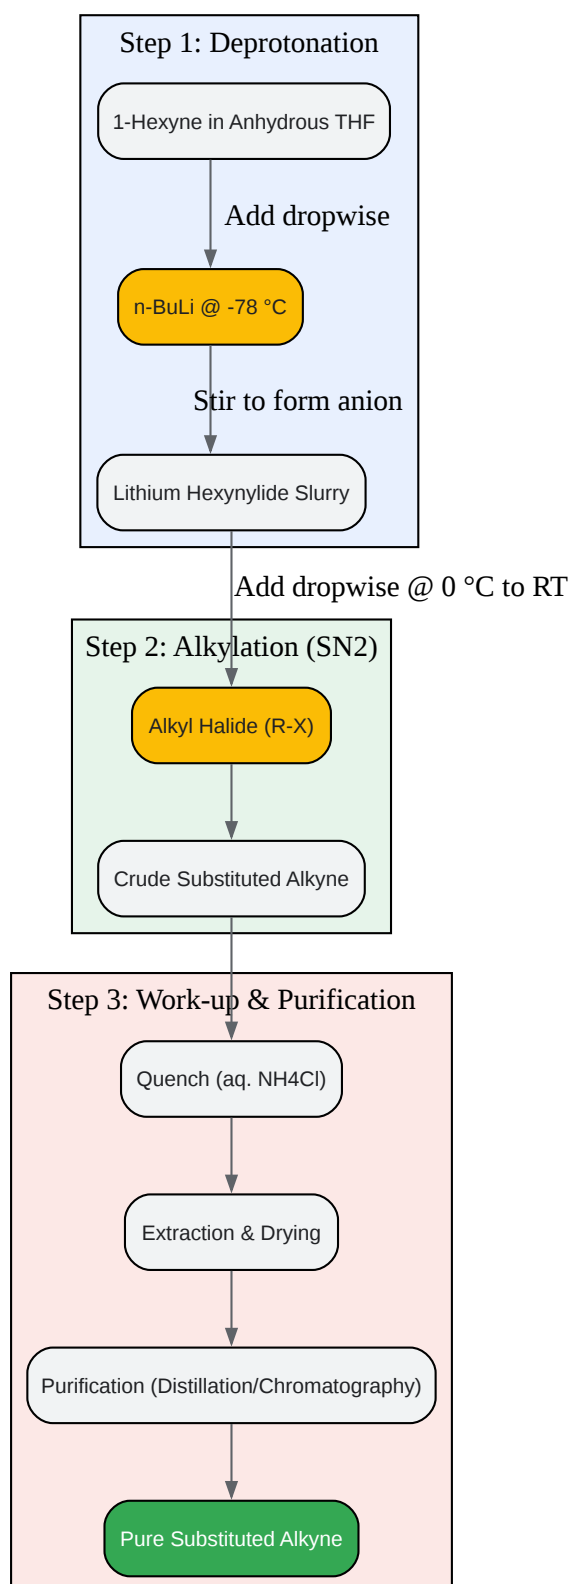 Step 1: Deprotonation
1-Hexyne in Anhydrous THF
Add dropwise
n-BuLi @ -78 °C
Stir to form anion
Lithium Hexynylide Slurry
Add dropwise @ 0 °C to RT
Step 2: Alkylation (SN2)
Alkyl Halide (R-X)
Crude Substituted Alkyne
Step 3: Work-up & Purification
Quench (aq. NH4Cl)
Extraction & Drying
Purification (Distillation/Chromatography)
Pure Substituted Alkyne